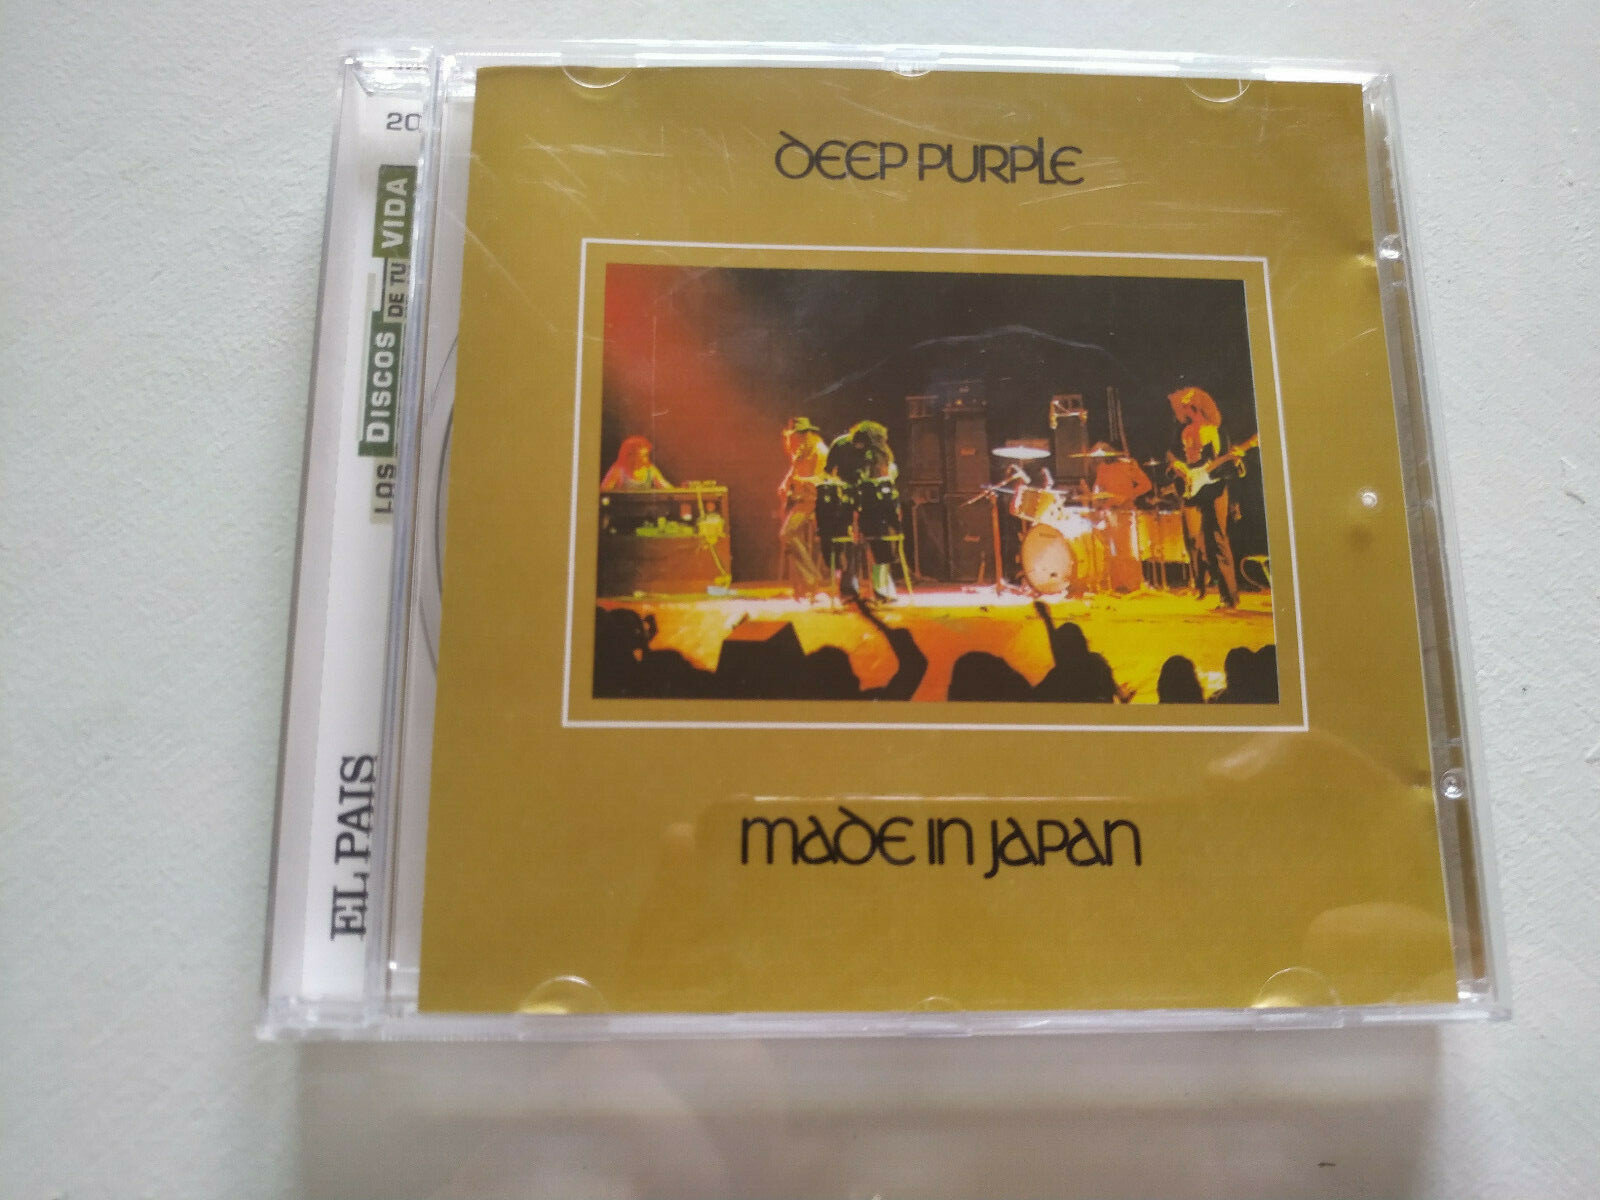 20
LOS DISCOS DE TU VIDA
EL PAIS
DEEP PURPLE
MADE IN JAPAN